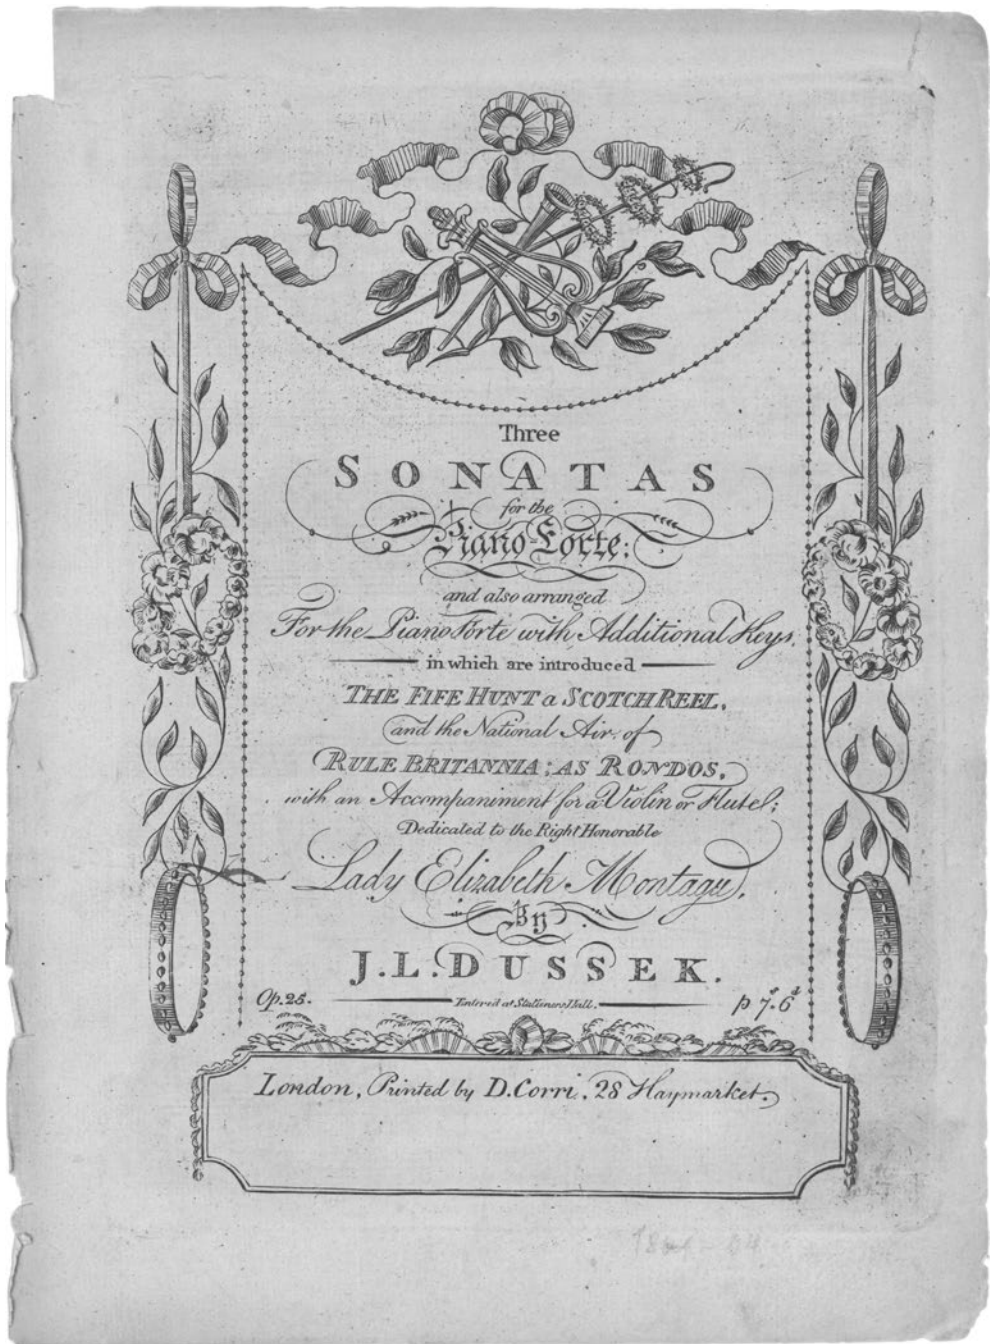 Three
SONATAS
for the
Piano-Forte;
and also arranged
For the Piano Forte with Additional Keys,
in which are introduced
THE FIFE HUNT a SCOTCH REEL,
and the National Air of
RULE BRITANNIA; AS RONDOS,
with an Accompaniment for a Violin or Flute;
Dedicated to the Right Honorable
Lady Elizabeth Montagu,
By
J.L. DUSSEK.
Op. 25. Enterred at Stationers Hall. p 7s. 6d
London, Printed by D. Corri, 28 Haymarket.